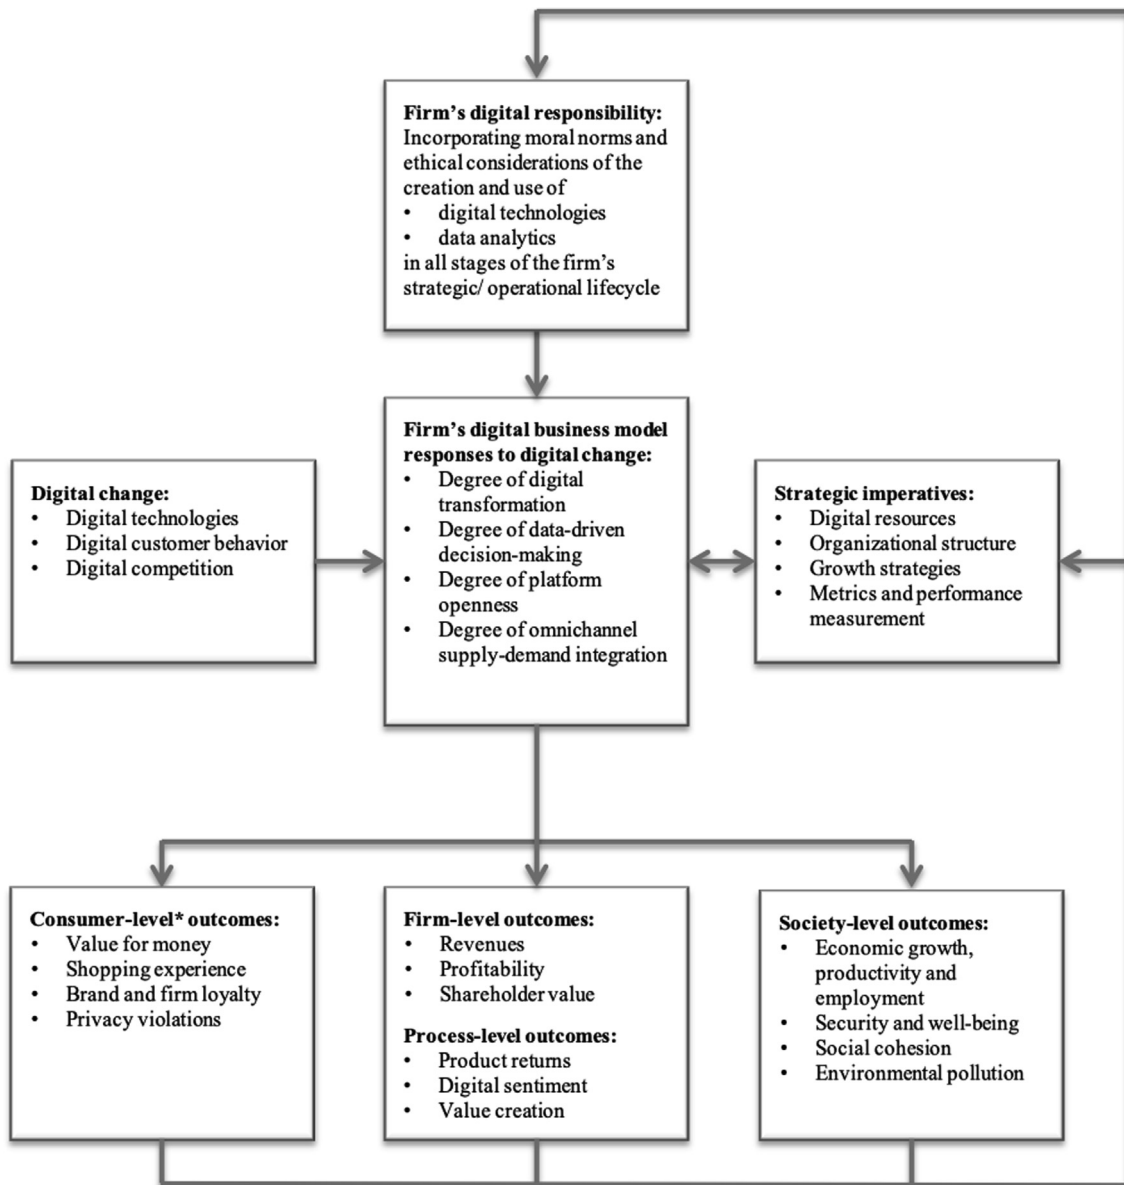 Firm's digital responsibility:
Incorporating moral norms and
ethical considerations of the
creation and use of
• digital technologies
• data analytics
in all stages of the firm's
strategic/ operational lifecycle
Firm's digital business model
responses to digital change:
• Degree of digital
transformation
• Degree of data-driven
decision-making
• Degree of platform
openness
• Degree of omnichannel
supply-demand integration
Digital change:
• Digital technologies
• Digital customer behavior
• Digital competition
Strategic imperatives:
• Digital resources
• Organizational structure
• Growth strategies
• Metrics and performance
measurement
Consumer-level* outcomes:
• Value for money
• Shopping experience
• Brand and firm loyalty
• Privacy violations
Firm-level outcomes:
• Revenues
• Profitability
• Shareholder value
Process-level outcomes:
• Product returns
• Digital sentiment
• Value creation
Society-level outcomes:
• Economic growth,
productivity and
employment
• Security and well-being
• Social cohesion
• Environmental pollution